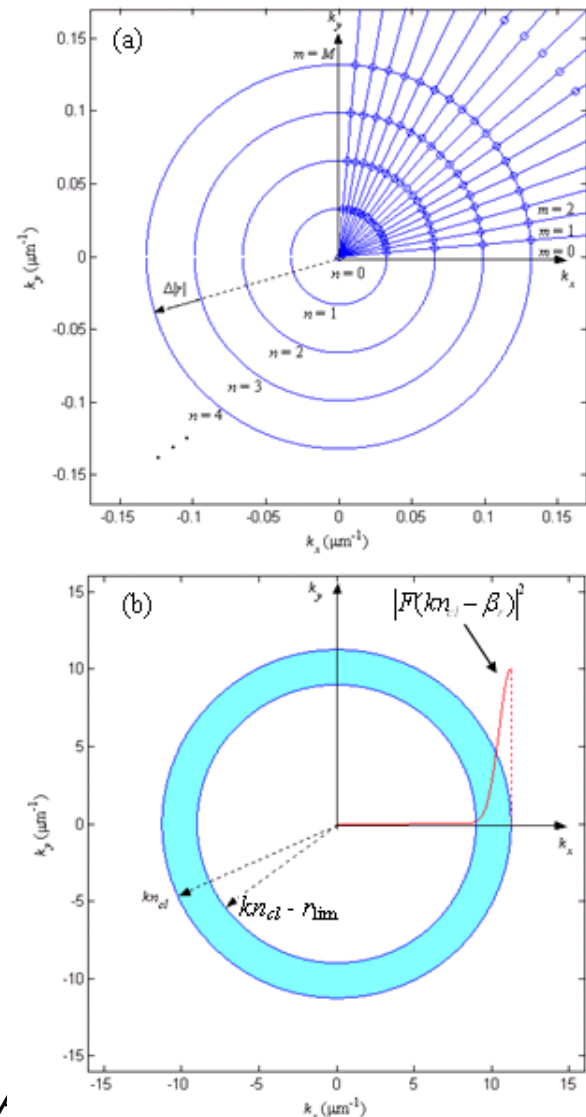 (a)
k_y
m = M
0.15
0.1
0.05
0
-0.05
-0.1
-0.15
k_y (µm⁻¹)
m = 2
m = 1
m = 0
k_x
n = 0
n = 1
n = 2
n = 3
n = 4
Δ|r|
-0.15 -0.1 -0.05 0 0.05 0.1 0.15
k_x (µm⁻¹)
(b)
k_y
|F(kn_cl − β_r)|²
15
10
5
0
-5
-10
-15
k_y (µm⁻¹)
k_x
kn_cl
kn_cl - r_lim
-15 -10 -5 0 5 10 15